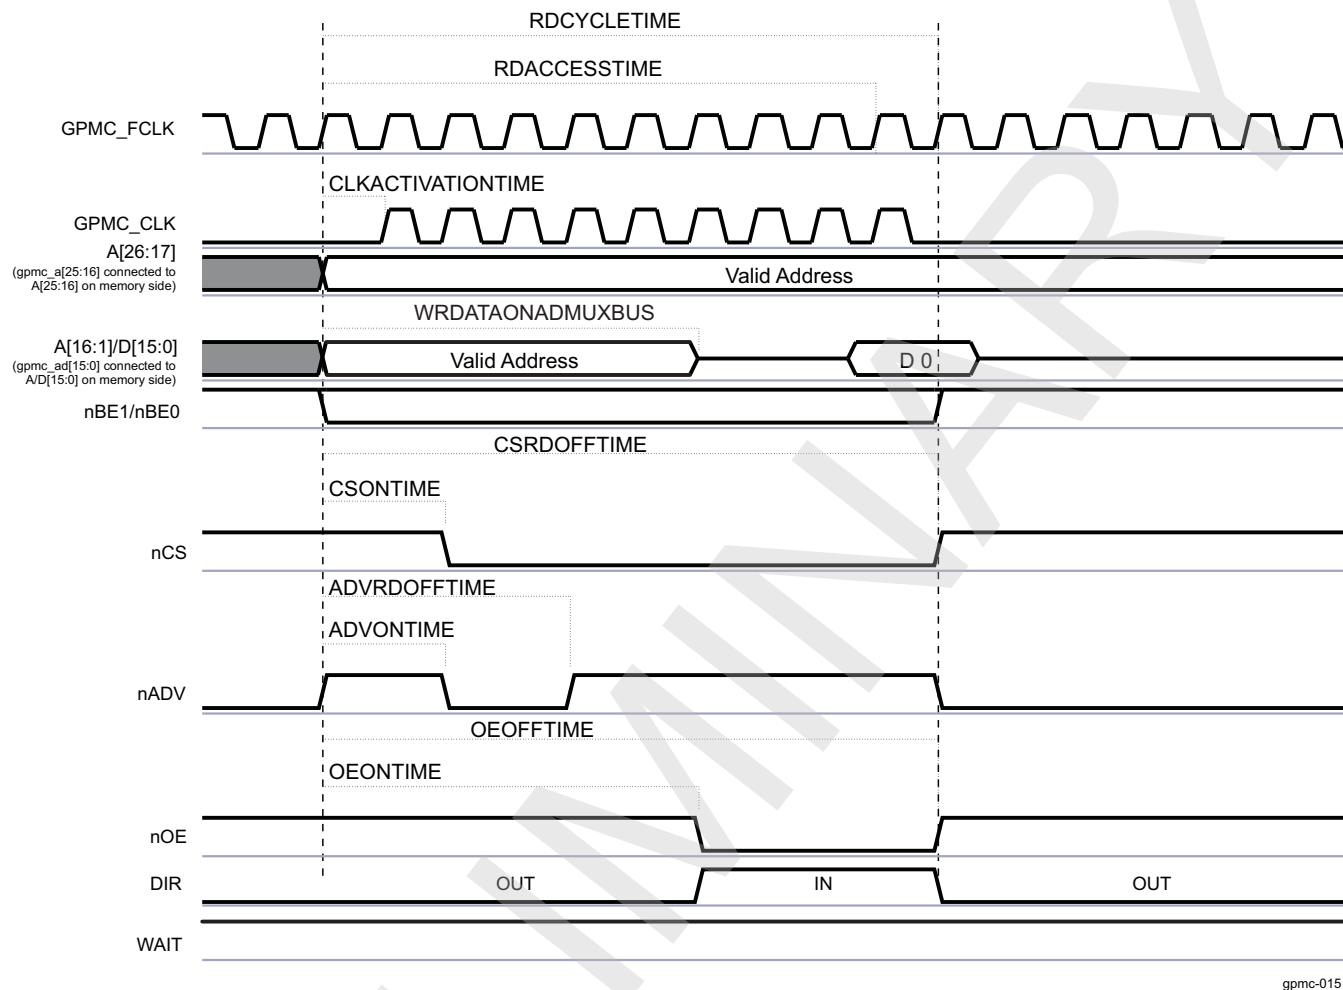 RDCYCLETIME
RDACCESSTIME
GPMC_FCLK
CLKACTIVATIONTIME
GPMC_CLK
A[26:17]
(gpmc_a[25:16] connected to
A[25:16] on memory side)
Valid Address
WRDATAONADMUXBUS
A[16:1]/D[15:0]
(gpmc_ad[15:0] connected to
A/D[15:0] on memory side)
Valid Address
D 0
nBE1/nBE0
CSRDOFFTIME
CSONTIME
nCS
ADVRDOFFTIME
ADVONTIME
nADV
OEOFFTIME
OEONTIME
nOE
DIR
OUT
IN
OUT
WAIT
gpmc-015
IMINARY